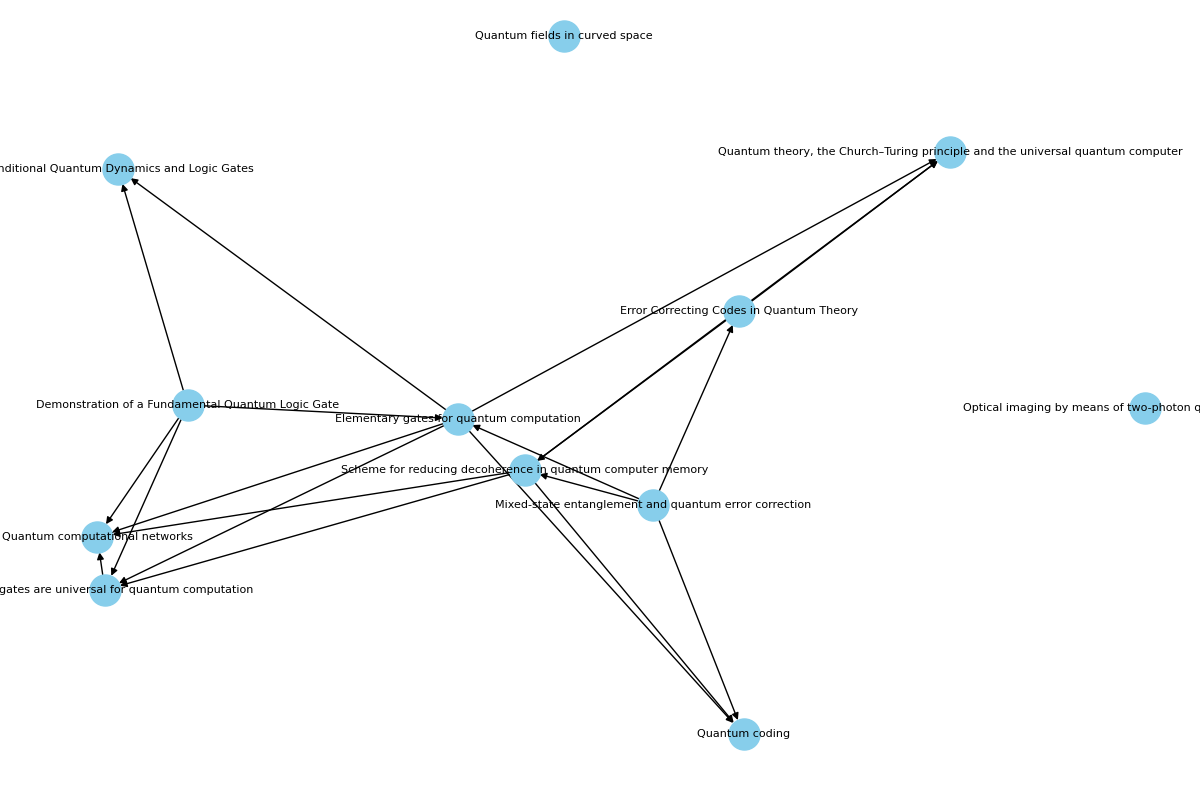 Quantum fields in curved space
Quantum theory, the Church–Turing principle and the universal quantum computer
nditional Quantum Dynamics and Logic Gates
Error Correcting Codes in Quantum Theory
Demonstration of a Fundamental Quantum Logic Gate
Optical imaging by means of two-photon q
Elementary gates for quantum computation
Scheme for reducing decoherence in quantum computer memory
Mixed-state entanglement and quantum error correction
Quantum computational networks
gates are universal for quantum computation
Quantum coding